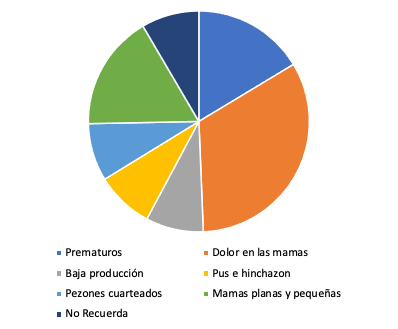 Prematuros
Dolor en las mamas
Baja producción
Pus e hinchazon
Pezones cuarteados
Mamas planas y pequeñas
No Recuerda